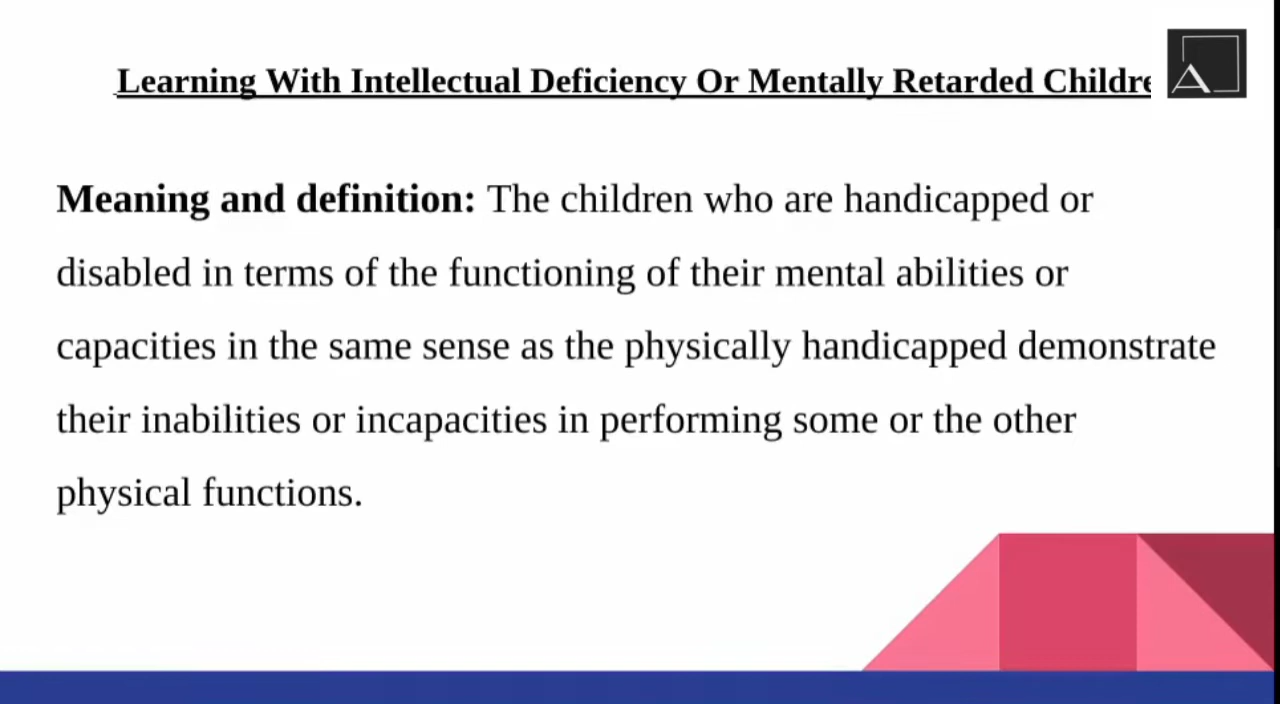 Learning With Intellectual Deficiency Or Mentally Retarded Childre
Meaning and definition: The children who are handicapped or
disabled in terms of the functioning of their mental abilities or
capacities in the same sense as the physically handicapped demonstrate
their inabilities or incapacities in performing some or the other
physical functions.
A